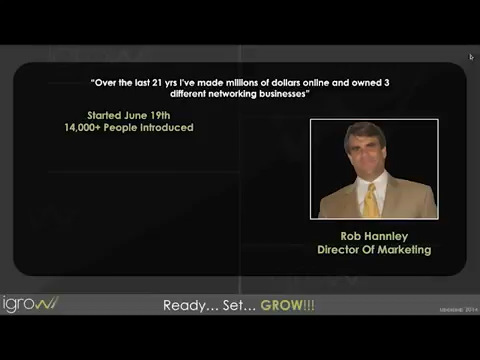 igrow
“Over the last 21 yrs I've made millions of dollars online and owned 3
different networking businesses”
Started June 19th
14,000+ People Introduced
Rob Hannley
Director Of Marketing
igrow
Ready... Set... GROW!!!